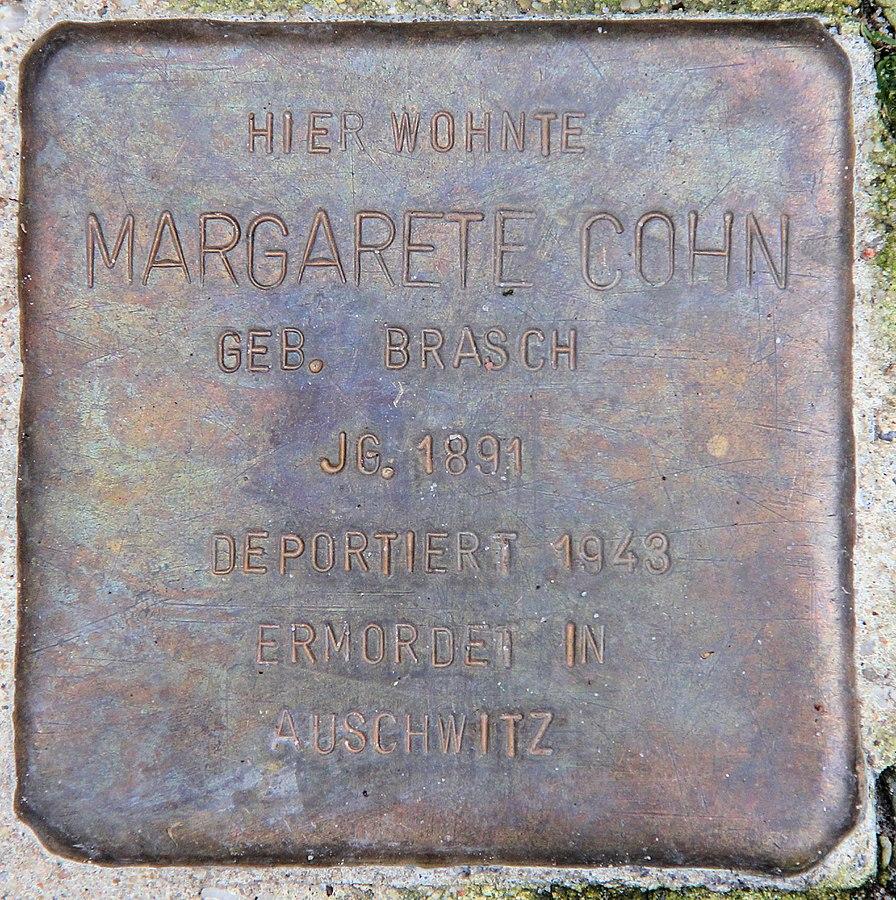 HIER WOHNTE
MARGARETE COHN
GEB. BRASCH
JG. 1891
DEPORTIERT 1943
ERMORDET IN
AUSCHWITZ